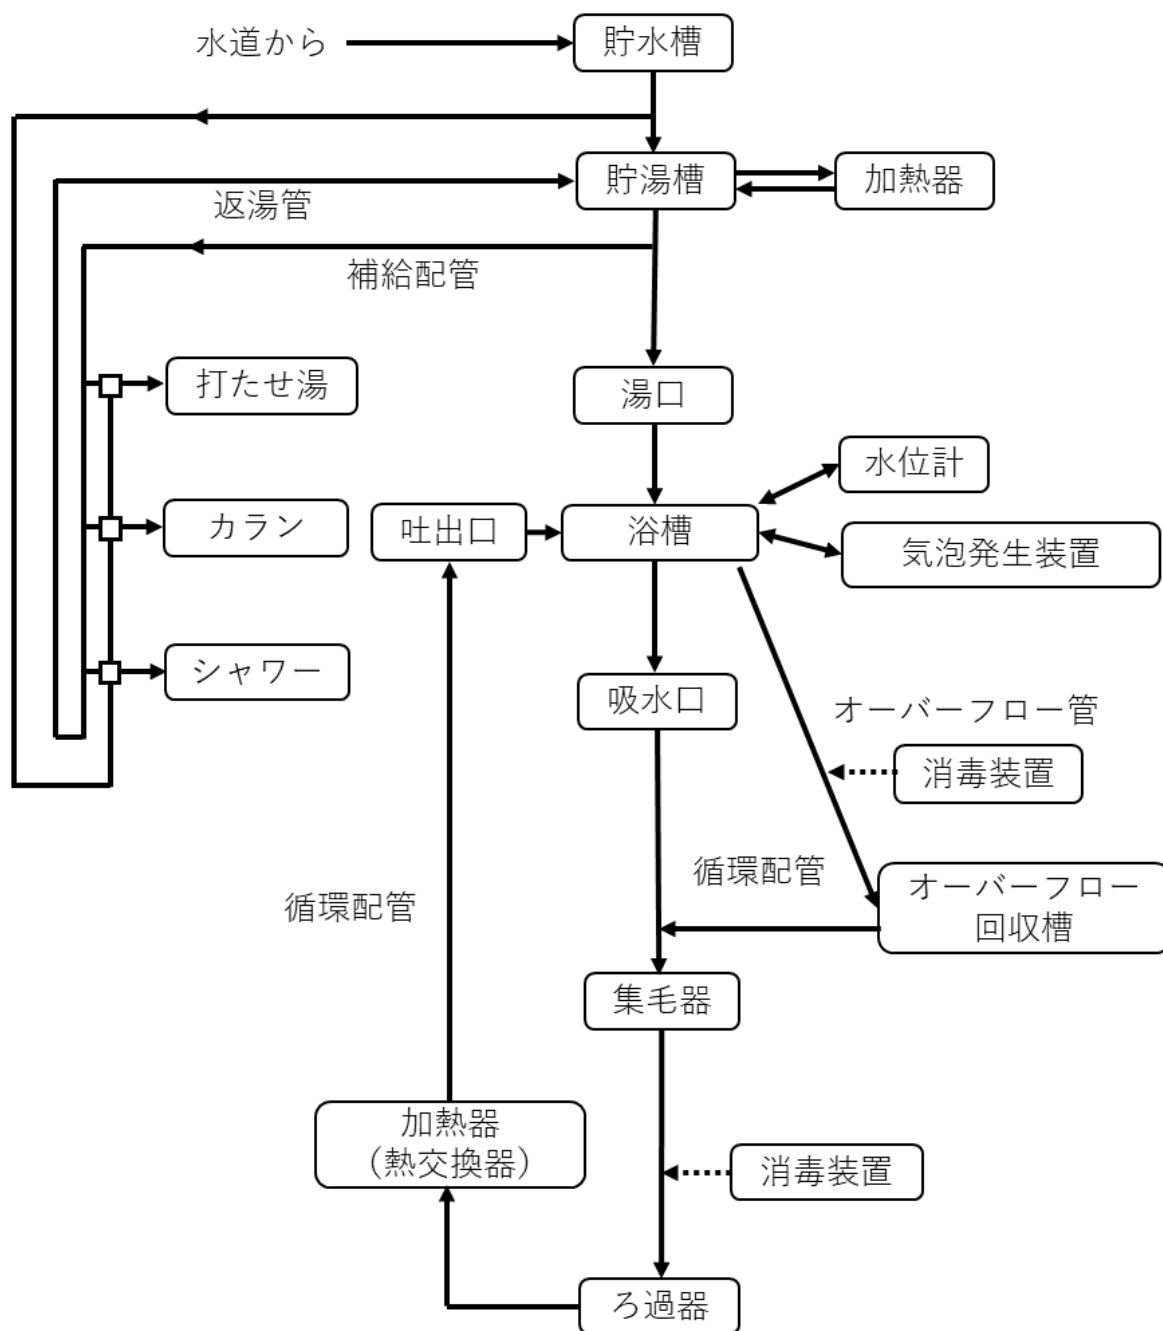 水道から
貯水槽
貯湯槽
加熱器
返湯管
補給配管
打たせ湯
湯口
水位計
カラン
吐出口
浴槽
気泡発生装置
シャワー
吸水口
オーバーフロー管
消毒装置
循環配管
オーバーフロー
回収槽
循環配管
集毛器
加熱器
（熱交換器）
消毒装置
ろ過器